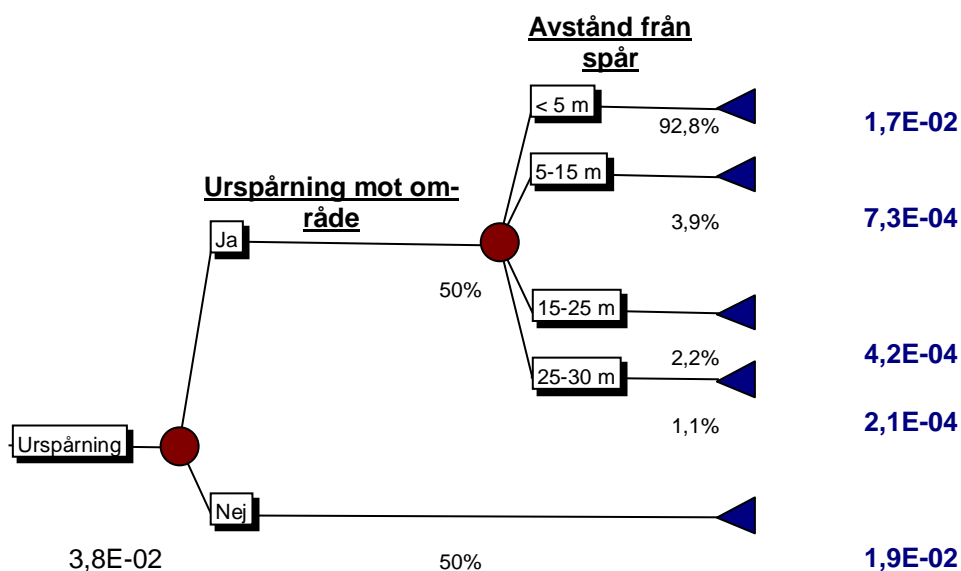 Avstånd från
spår
< 5 m
92,8%
1,7E-02
5-15 m
3,9%
7,3E-04
Urspårning mot om-
råde
Ja
50%
15-25 m
2,2%
4,2E-04
25-30 m
1,1%
2,1E-04
Urspårning
Nej
3,8E-02
50%
1,9E-02